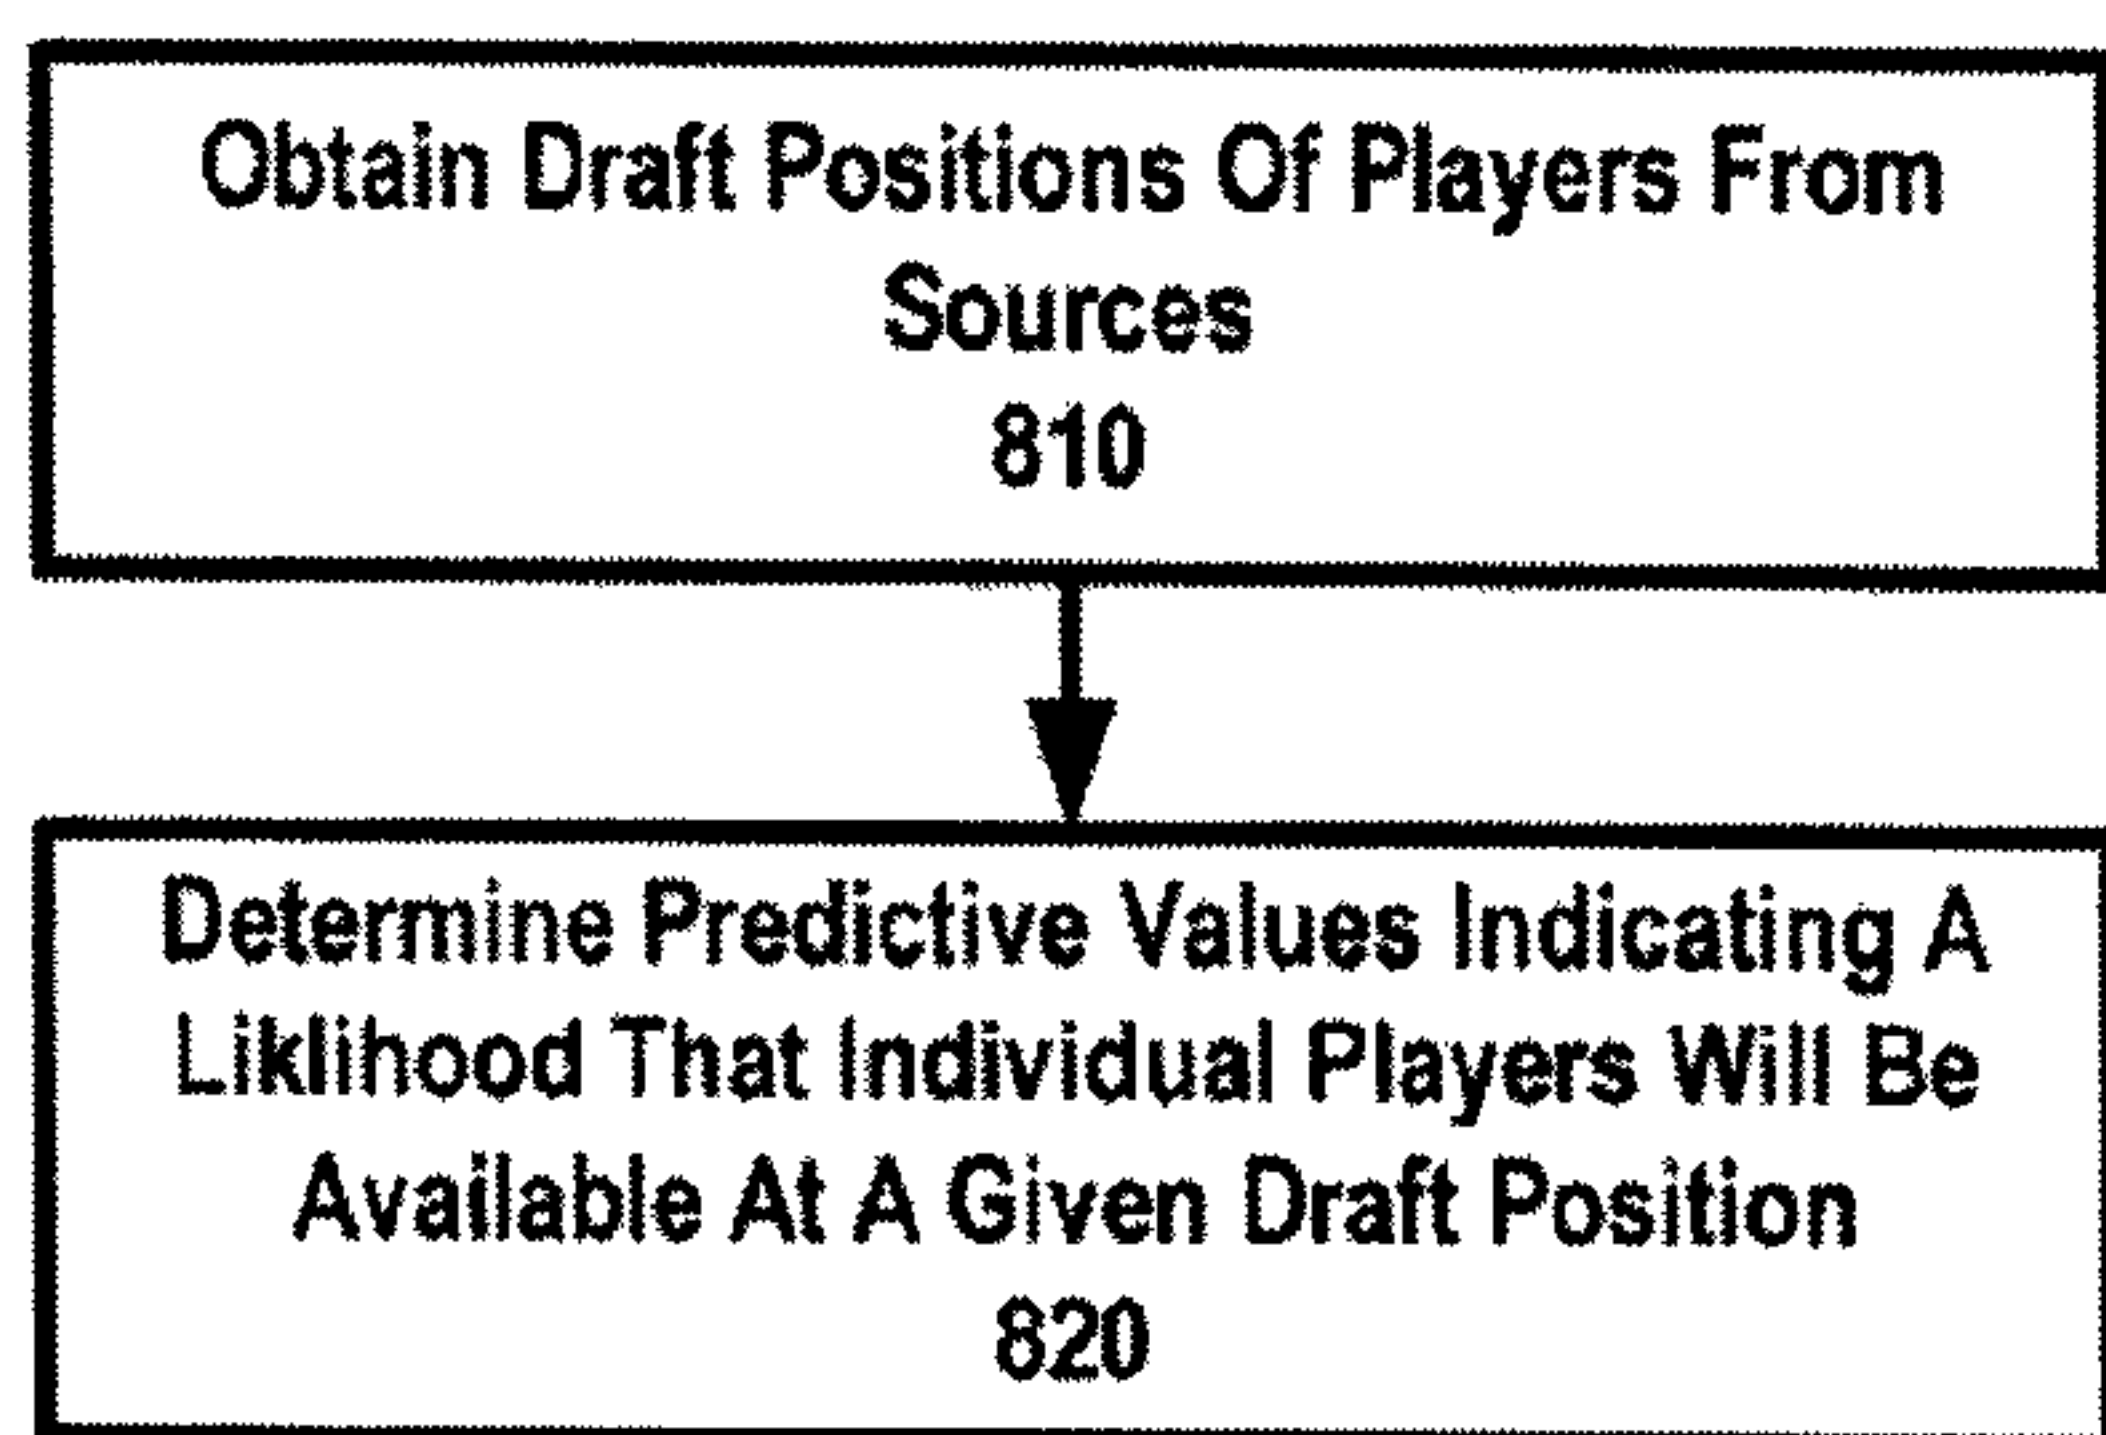 Obtain Draft Positions Of Players From
Sources
810
Determine Predictive Values Indicating A
Liklihood That Individual Players Will Be
Available At A Given Draft Position
820